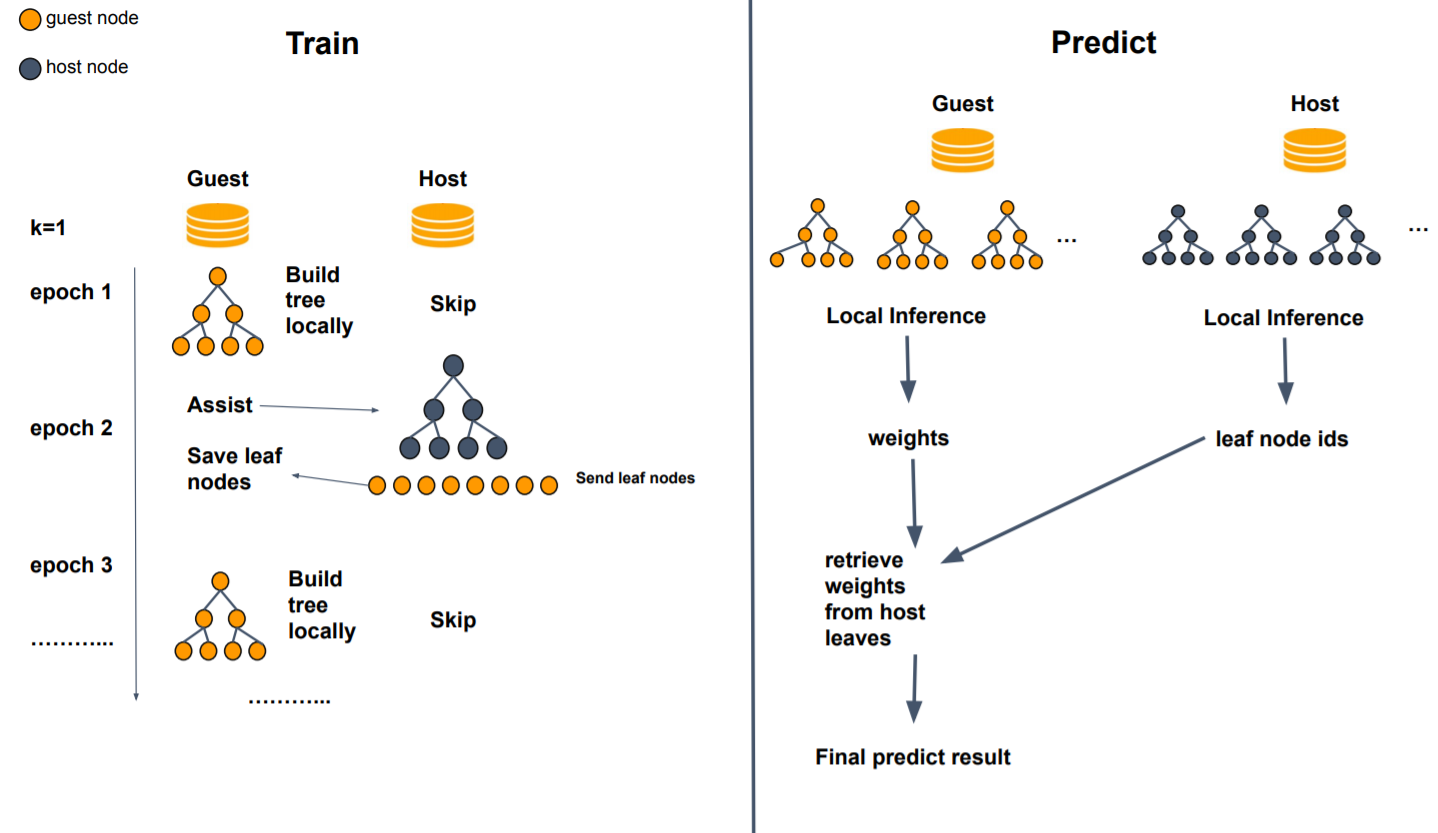 guest node
host node
Train
Guest
Host
k=1
epoch 1
Build
tree
locally
Skip
epoch 2
Assist
Save leaf
nodes
Send leaf nodes
epoch 3
Build
tree
locally
Skip
………...
………...
Predict
Guest
Host
...
...
Local Inference
Local Inference
weights
leaf node ids
retrieve
weights
from host
leaves
Final predict result